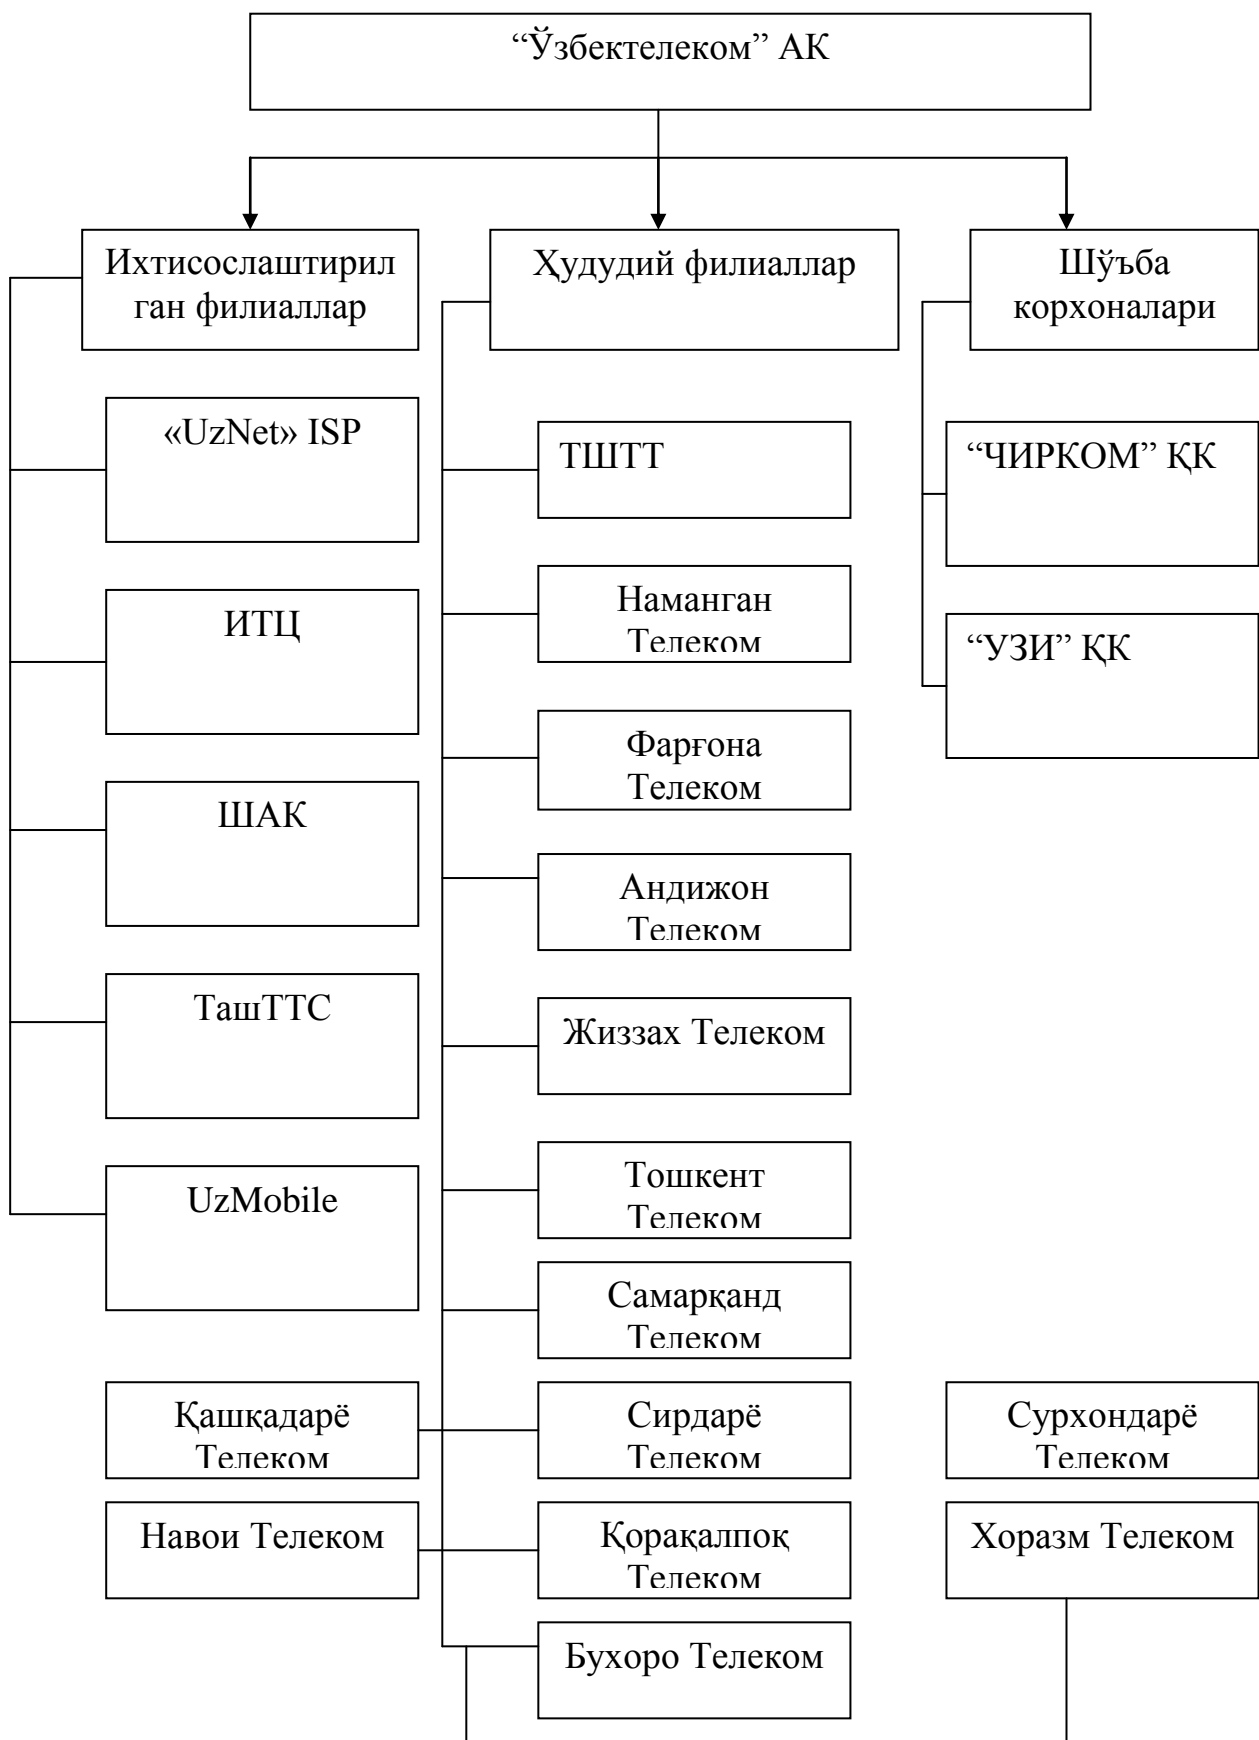 “Ўзбектелеком” АК
Ихтисослаштирил
ган филиаллар
Ҳудудий филиаллар
Шўъба
корхоналари
«UzNet» ISP
ИТЦ
ШАК
ТашТТС
UzMobile
ТШТТ
Наманган
Телеком
Фарғона
Телеком
Андижон
Телеком
Жиззах Телеком
Тошкент
Телеком
Самарқанд
Телеком
“ЧИРКОМ” ҚК
“УЗИ” ҚК
Қашқадарё
Телеком
Сирдарё
Телеком
Сурхондарё
Телеком
Навои Телеком
Қорақалпоқ
Телеком
Хоразм Телеком
Бухоро Телеком